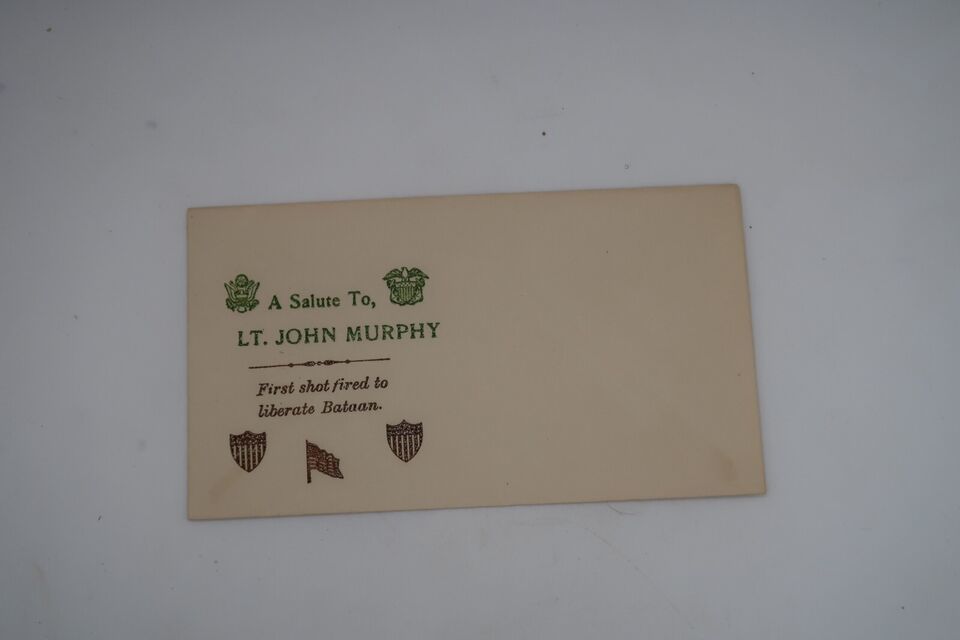 A Salute To,
LT. JOHN MURPHY
First shot fired to
liberate Bataan.